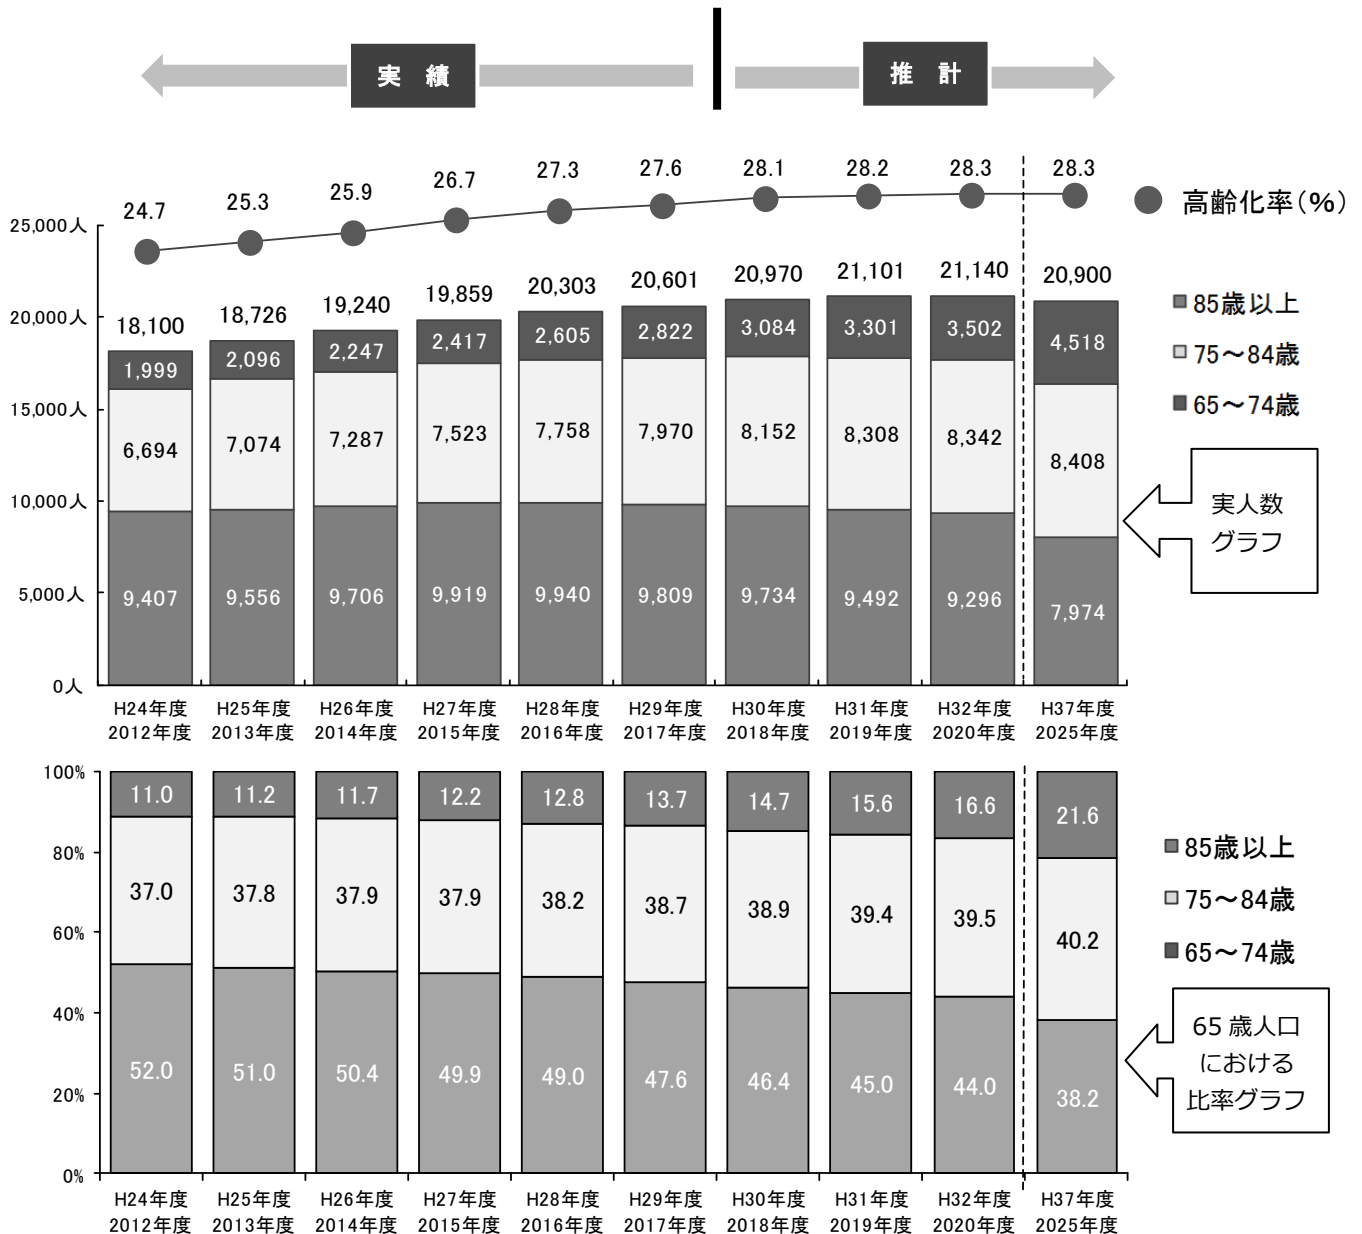 実　績
推　計
24.7 25.3 25.9 26.7 27.3 27.6 28.1 28.2 28.3 28.3
高齢化率(%)
25,000人
20,000人
15,000人
10,000人
5,000人
0人
18,100 18,726 19,240 19,859 20,303 20,601 20,970 21,101 21,140 20,900
1,999 2,096 2,247 2,417 2,605 2,822 3,084 3,301 3,502 4,518
6,694 7,074 7,287 7,523 7,758 7,970 8,152 8,308 8,342 8,408
9,407 9,556 9,706 9,919 9,940 9,809 9,734 9,492 9,296 7,974
85歳以上
75～84歳
65～74歳
実人数
グラフ
H24年度 H25年度 H26年度 H27年度 H28年度 H29年度 H30年度 H31年度 H32年度 H37年度
2012年度 2013年度 2014年度 2015年度 2016年度 2017年度 2018年度 2019年度 2020年度 2025年度
100%
80%
60%
40%
20%
0%
11.0 11.2 11.7 12.2 12.8 13.7 14.7 15.6 16.6 21.6
37.0 37.8 37.9 37.9 38.2 38.7 38.9 39.4 39.5 40.2
52.0 51.0 50.4 49.9 49.0 47.6 46.4 45.0 44.0 38.2
85歳以上
75～84歳
65～74歳
65 歳人口
における
比率グラフ
H24年度 H25年度 H26年度 H27年度 H28年度 H29年度 H30年度 H31年度 H32年度 H37年度
2012年度 2013年度 2014年度 2015年度 2016年度 2017年度 2018年度 2019年度 2020年度 2025年度